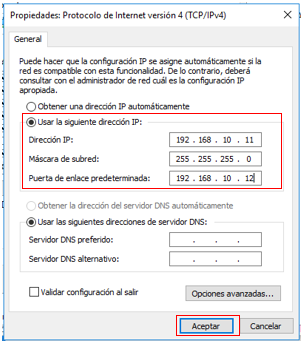 Propiedades: Protocolo de Internet versión 4 (TCP/IPv4)
General
Puede hacer que la configuración IP se asigne automáticamente si la
red es compatible con esta funcionalidad. De lo contrario, deberá
consultar con el administrador de red cuál es la configuración IP
apropiada.
Obtener una dirección IP automáticamente
Usar la siguiente dirección IP:
Dirección IP: 192 . 168 . 10 . 11
Máscara de subred: 255 . 255 . 255 . 0
Puerta de enlace predeterminada: 192 . 168 . 10 . 12
Obtener la dirección del servidor DNS automáticamente
Usar las siguientes direcciones de servidor DNS:
Servidor DNS preferido: . . .
Servidor DNS alternativo: . . .
Validar configuración al salir
Opciones avanzadas...
Aceptar Cancelar